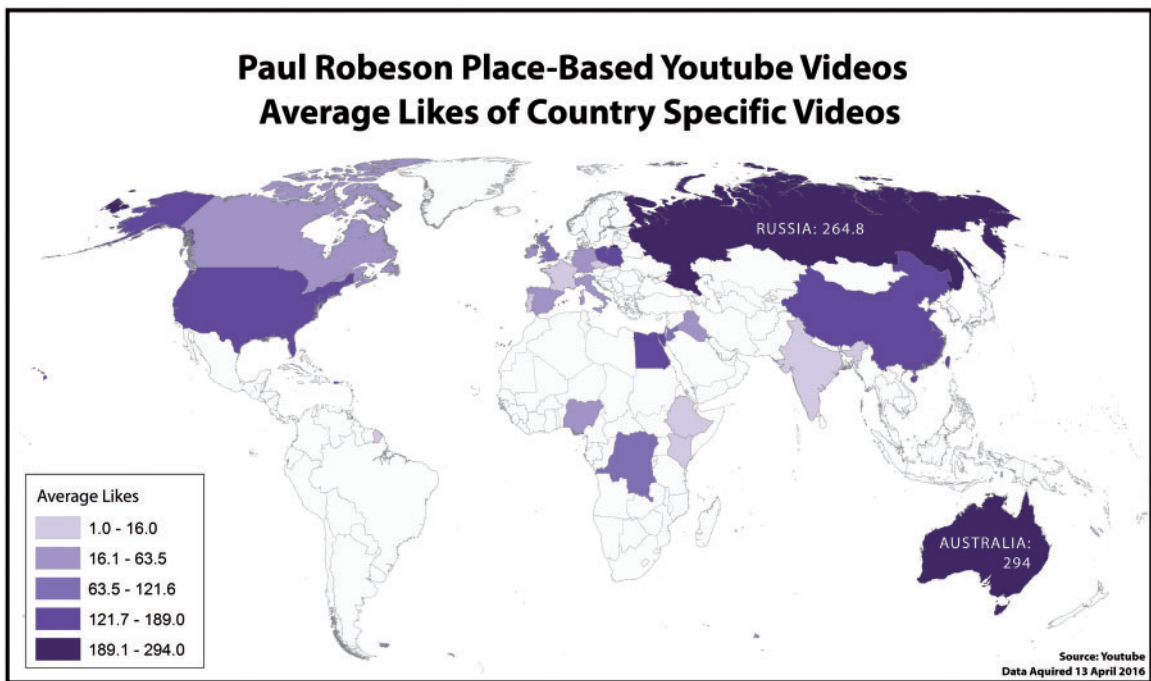 Paul Robeson Place-Based Youtube Videos
Average Likes of Country Specific Videos
RUSSIA: 264.8
AUSTRALIA:
294
Average Likes
1.0 - 16.0
16.1 - 63.5
63.5 - 121.6
121.7 - 189.0
189.1 - 294.0
Source: Youtube
Data Aquired 13 April 2016